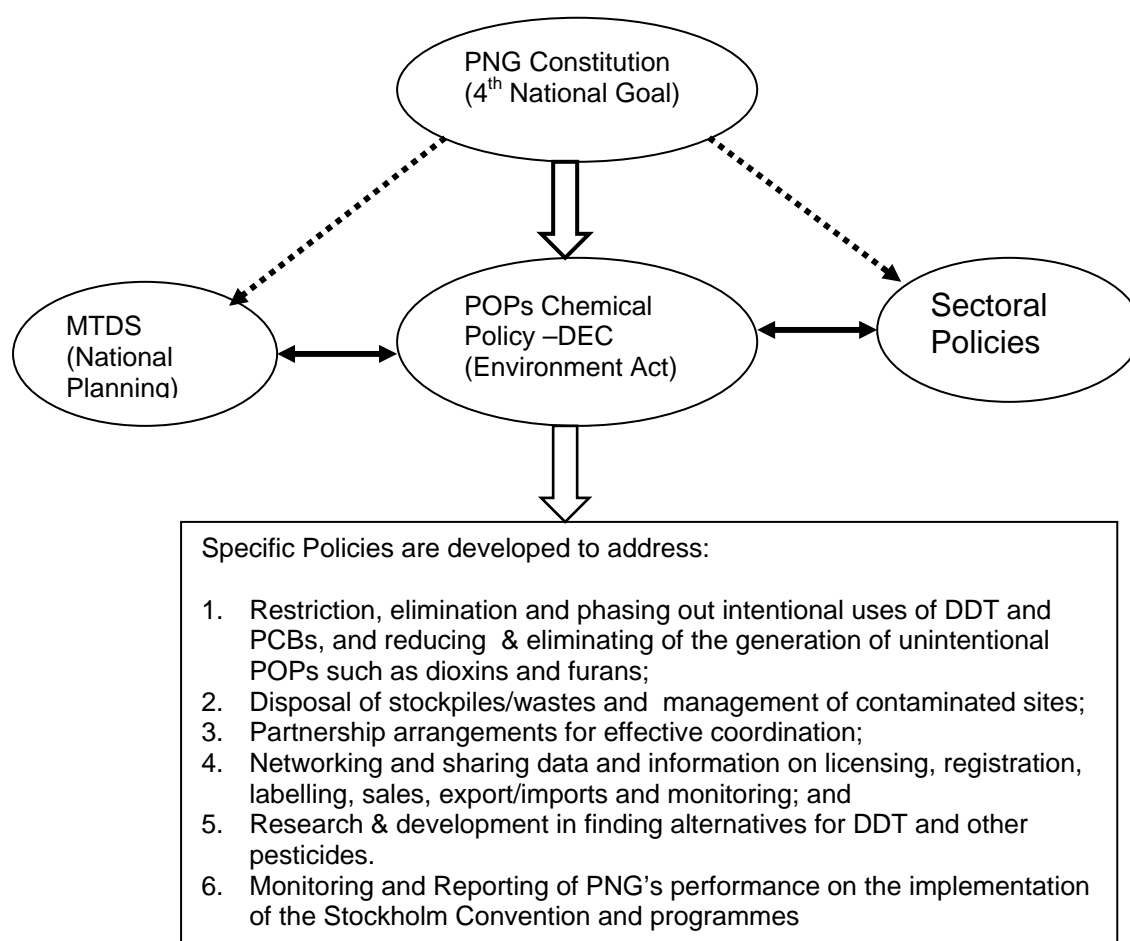 PNG Constitution
(4th National Goal)
MTDS
(National
Planning)
POPs Chemical
Policy –DEC
(Environment Act)
Sectoral
Policies
Specific Policies are developed to address:
1. Restriction, elimination and phasing out intentional uses of DDT and
PCBs, and reducing & eliminating of the generation of unintentional
POPs such as dioxins and furans;
2. Disposal of stockpiles/wastes and management of contaminated sites;
3. Partnership arrangements for effective coordination;
4. Networking and sharing data and information on licensing, registration,
labelling, sales, export/imports and monitoring; and
5. Research & development in finding alternatives for DDT and other
pesticides.
6. Monitoring and Reporting of PNG's performance on the implementation
of the Stockholm Convention and programmes